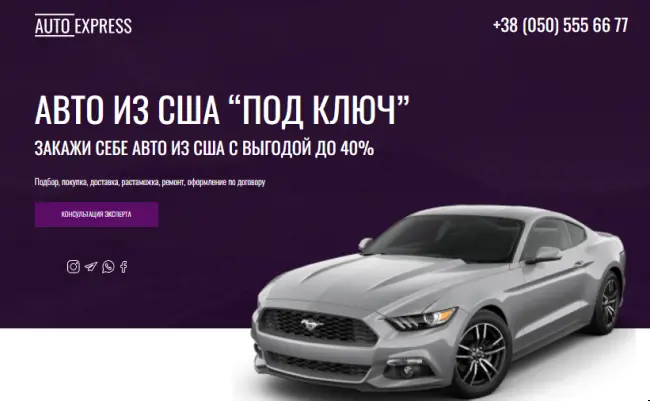 AUTO EXPRESS
+38 (050) 555 66 77
АВТО ИЗ США “ПОД КЛЮЧ”
ЗАКАЖИ СЕБЕ АВТО ИЗ США С ВЫГОДОЙ ДО 40%
Подбор, покупка, доставка, растаможка, ремонт, оформление по договору
КОНСУЛЬТАЦИЯ ЭКСПЕРТА